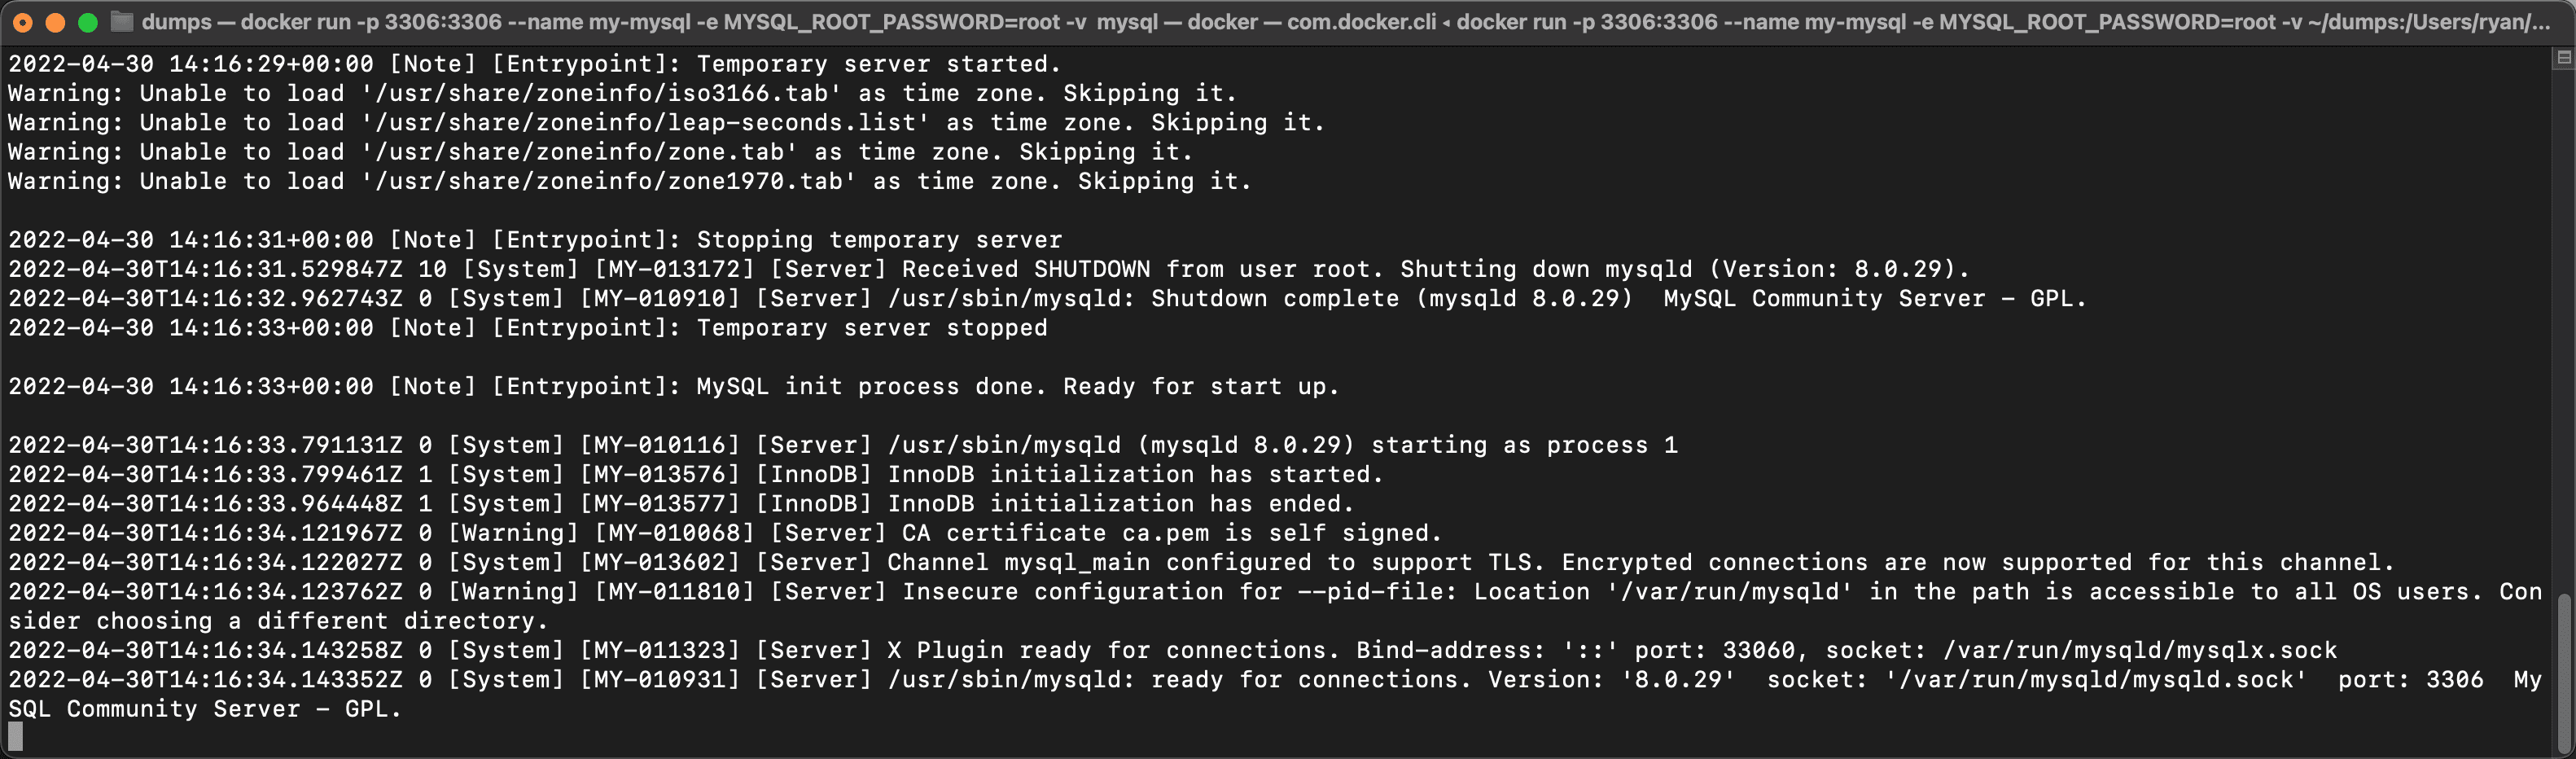 dumps — docker run -p 3306:3306 --name my-mysql -e MYSQL_ROOT_PASSWORD=root -v  mysql — docker — com.docker.cli ◂ docker run -p 3306:3306 --name my-mysql -e MYSQL_ROOT_PASSWORD=root -v ~/dumps:/Users/ryan/...
2022-04-30 14:16:29+00:00 [Note] [Entrypoint]: Temporary server started.
Warning: Unable to load '/usr/share/zoneinfo/iso3166.tab' as time zone. Skipping it.
Warning: Unable to load '/usr/share/zoneinfo/leap-seconds.list' as time zone. Skipping it.
Warning: Unable to load '/usr/share/zoneinfo/zone.tab' as time zone. Skipping it.
Warning: Unable to load '/usr/share/zoneinfo/zone1970.tab' as time zone. Skipping it.
2022-04-30 14:16:31+00:00 [Note] [Entrypoint]: Stopping temporary server
2022-04-30T14:16:31.529847Z 10 [System] [MY-013172] [Server] Received SHUTDOWN from user root. Shutting down mysqld (Version: 8.0.29).
2022-04-30T14:16:32.962743Z 0 [System] [MY-010910] [Server] /usr/sbin/mysqld: Shutdown complete (mysqld 8.0.29)  MySQL Community Server - GPL.
2022-04-30 14:16:33+00:00 [Note] [Entrypoint]: Temporary server stopped
2022-04-30 14:16:33+00:00 [Note] [Entrypoint]: MySQL init process done. Ready for start up.
2022-04-30T14:16:33.791131Z 0 [System] [MY-010116] [Server] /usr/sbin/mysqld (mysqld 8.0.29) starting as process 1
2022-04-30T14:16:33.799461Z 1 [System] [MY-013576] [InnoDB] InnoDB initialization has started.
2022-04-30T14:16:33.964448Z 1 [System] [MY-013577] [InnoDB] InnoDB initialization has ended.
2022-04-30T14:16:34.121967Z 0 [Warning] [MY-010068] [Server] CA certificate ca.pem is self signed.
2022-04-30T14:16:34.122027Z 0 [System] [MY-013602] [Server] Channel mysql_main configured to support TLS. Encrypted connections are now supported for this channel.
2022-04-30T14:16:34.123762Z 0 [Warning] [MY-011810] [Server] Insecure configuration for --pid-file: Location '/var/run/mysqld' in the path is accessible to all OS users. Con
sider choosing a different directory.
2022-04-30T14:16:34.143258Z 0 [System] [MY-011323] [Server] X Plugin ready for connections. Bind-address: '::' port: 33060, socket: /var/run/mysqld/mysqlx.sock
2022-04-30T14:16:34.143352Z 0 [System] [MY-010931] [Server] /usr/sbin/mysqld: ready for connections. Version: '8.0.29'  socket: '/var/run/mysqld/mysqld.sock'  port: 3306  My
SQL Community Server - GPL.